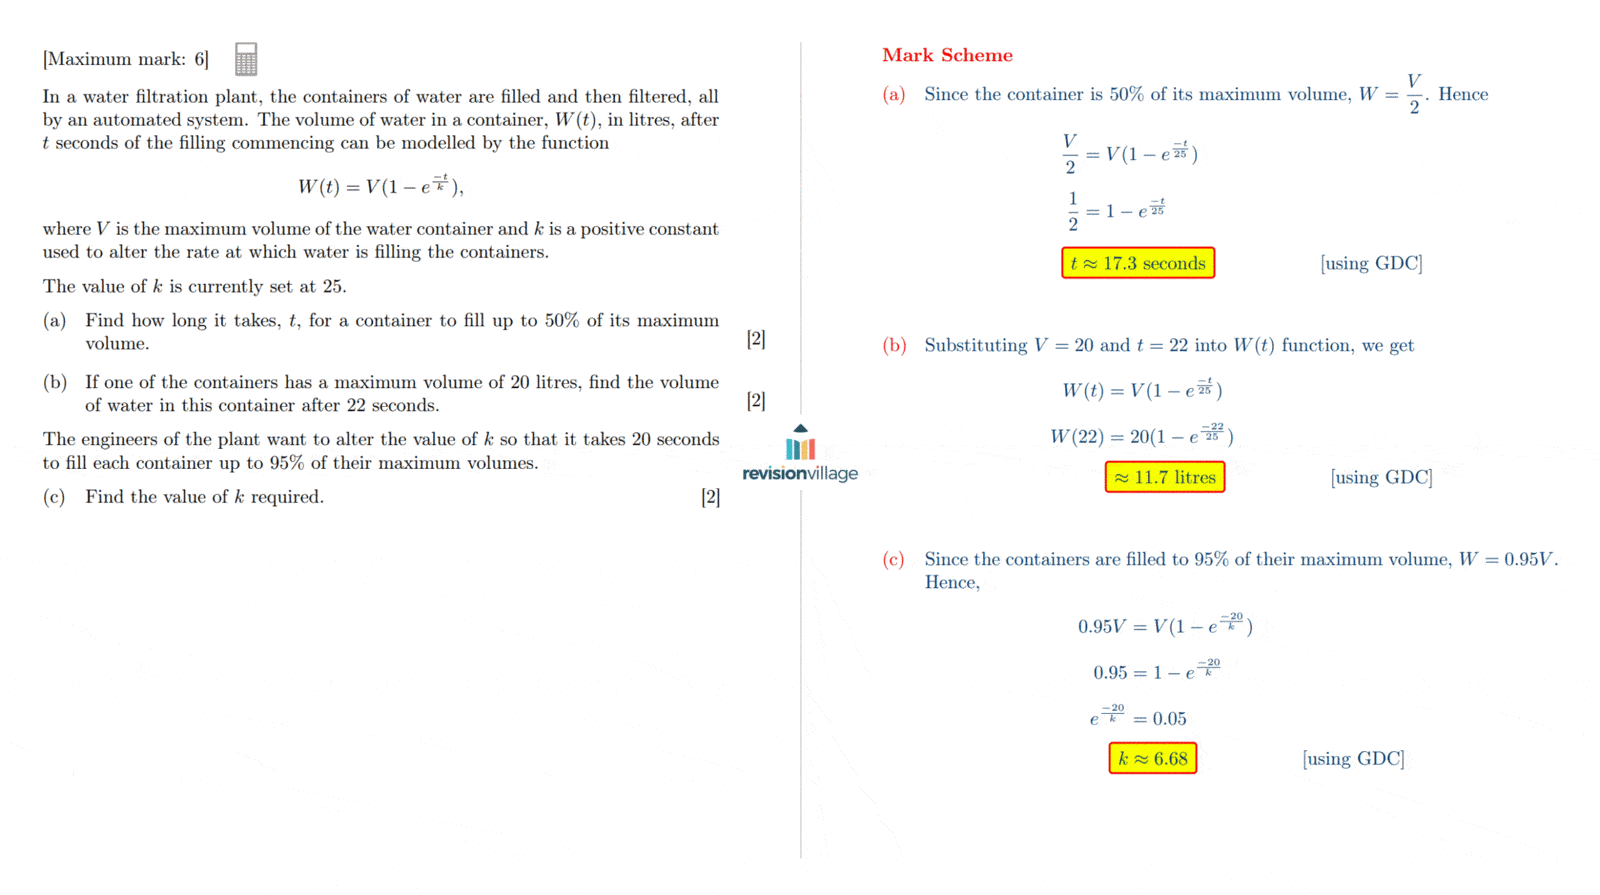 [Maximum mark: 6]
In a water filtration plant, the containers of water are filled and then filtered, all
by an automated system. The volume of water in a container, W(t), in litres, after
t seconds of the filling commencing can be modelled by the function
W(t) = V(1 − e^{\frac{−t}{k}}),
where V is the maximum volume of the water container and k is a positive constant
used to alter the rate at which water is filling the containers.
The value of k is currently set at 25.
(a) Find how long it takes, t, for a container to fill up to 50% of its maximum
volume. [2]
(b) If one of the containers has a maximum volume of 20 litres, find the volume
of water in this container after 22 seconds. [2]
The engineers of the plant want to alter the value of k so that it takes 20 seconds
to fill each container up to 95% of their maximum volumes.
(c) Find the value of k required. [2]
revisionvillage
Mark Scheme
(a) Since the container is 50% of its maximum volume, W = \frac{V}{2}. Hence
\frac{V}{2} = V(1 − e^{\frac{−t}{25}})
\frac{1}{2} = 1 − e^{\frac{−t}{25}}
t ≈ 17.3 seconds [using GDC]
(b) Substituting V = 20 and t = 22 into W(t) function, we get
W(t) = V(1 − e^{\frac{−t}{25}})
W(22) = 20(1 − e^{\frac{−22}{25}})
≈ 11.7 litres [using GDC]
(c) Since the containers are filled to 95% of their maximum volume, W = 0.95V.
Hence,
0.95V = V(1 − e^{\frac{−20}{k}})
0.95 = 1 − e^{\frac{−20}{k}}
e^{\frac{−20}{k}} = 0.05
k ≈ 6.68 [using GDC]